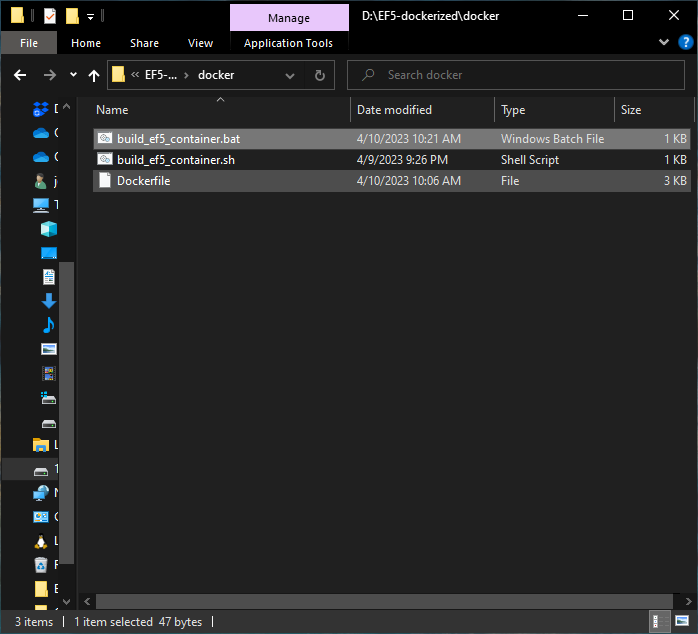 Manage
D:\EF5-dockerized\docker
File
Home
Share
View
Application Tools
?
EF5-... > docker
Search docker
Name
Date modified
Type
Size
build_ef5_container.bat 4/10/2023 10:21 AM Windows Batch File 1 KB
build_ef5_container.sh 4/9/2023 9:26 PM Shell Script 1 KB
Dockerfile 4/10/2023 10:06 AM File 3 KB
3 items
1 item selected 47 bytes